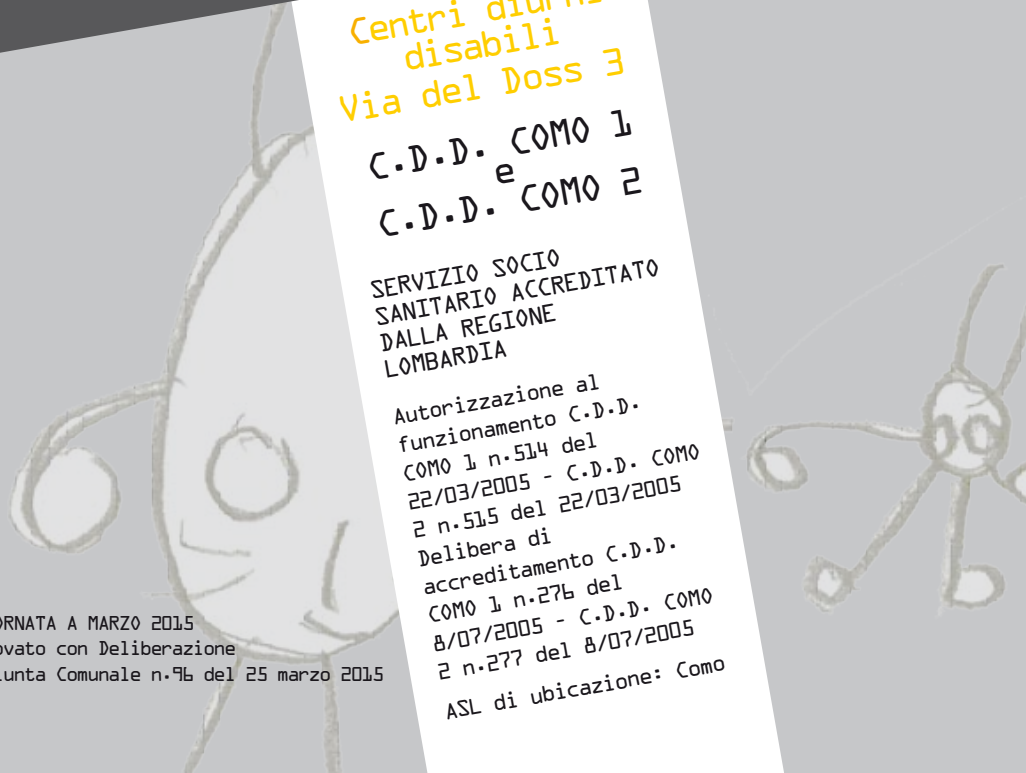 Centri diurni
disabili
Via del Doss 3
C.D.D. COMO 1
e
C.D.D. COMO 2
SERVIZIO SOCIO
SANITARIO ACCREDITATO
DALLA REGIONE
LOMBARDIA
Autorizzazione al
funzionamento C.D.D.
COMO 1 n.514 del
22/03/2005 - C.D.D. COMO
2 n.515 del 22/03/2005
Delibera di
accreditamento C.D.D.
COMO 1 n.276 del
8/07/2005 - C.D.D. COMO
2 n.277 del 8/07/2005
ASL di ubicazione: Como
ORNATA A MARZO 2015
ovato con Deliberazione
iunta Comunale n.96 del 25 marzo 2015